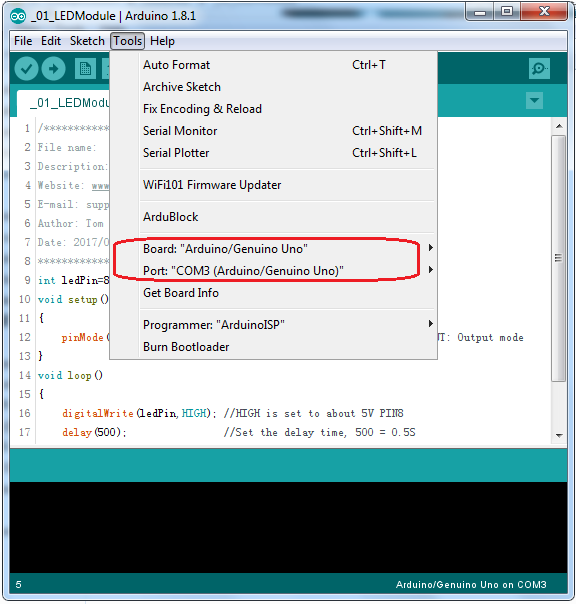 _01_LEDModule | Arduino 1.8.1
File Edit Sketch Tools Help
Auto Format Ctrl+T
Archive Sketch
Fix Encoding & Reload
Serial Monitor Ctrl+Shift+M
Serial Plotter Ctrl+Shift+L
WiFi101 Firmware Updater
ArduBlock
Board: "Arduino/Genuino Uno"
Port: "COM3 (Arduino/Genuino Uno)"
Get Board Info
Programmer: "ArduinoISP"
Burn Bootloader
_01_LEDModu
1 /************
2 File name:
3 Description:
4 Website: www
5 E-mail: supp
6 Author: Tom
7 Date: 2017/0
8 ************
9 int ledPin=8
10 void setup()
11 {
12 pinMode( UT: Output mode
13 }
14 void loop()
15 {
16 digitalWrite(ledPin,HIGH); //HIGH is set to about 5V PIN8
17 delay(500); //Set the delay time, 500 = 0.5S
5 Arduino/Genuino Uno on COM3